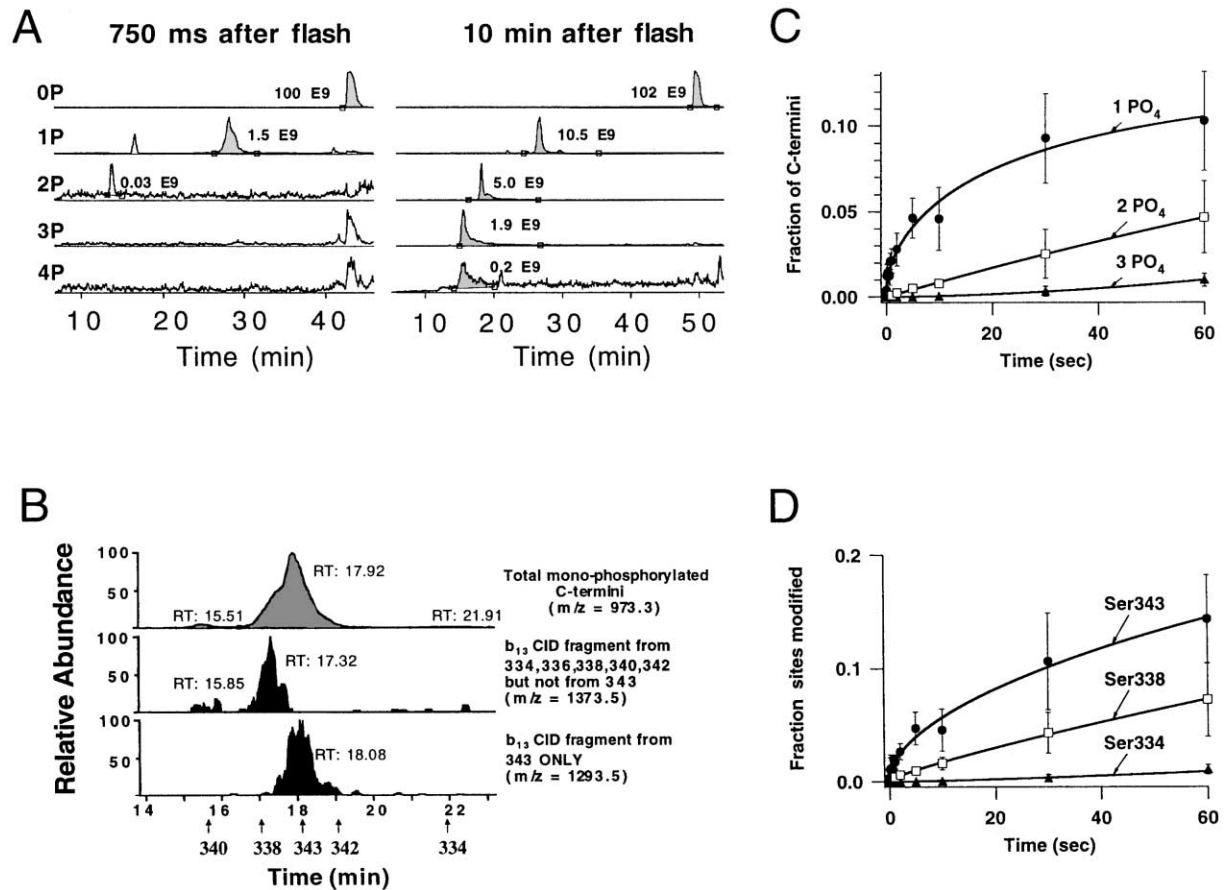 A
750 ms after flash
10 min after flash
0P
100 E9
102 E9
1P
1.5 E9
10.5 E9
2P
0.03 E9
5.0 E9
3P
1.9 E9
4P
0.2 E9
10 20 30 40
10 20 30 40 50
Time (min)
Time (min)
B
Relative Abundance
100
50
RT: 17.92
RT: 15.51
RT: 21.91
Total mono-phosphorylated
C-termini
(m/z = 973.3)
100
50
RT: 17.32
RT: 15.85
b13 CID fragment from
334,336,338,340,342
but not from 343
(m/z = 1373.5)
100
50
RT: 18.08
b13 CID fragment from
343 ONLY
(m/z = 1293.5)
14 16 18 20 22
340 338 343 342 334
Time (min)
C
Fraction of C-termini
0.10
0.05
0.00
1 PO4
2 PO4
3 PO4
0 20 40 60
Time (sec)
D
Fraction sites modified
0.2
0.1
0.0
Ser343
Ser338
Ser334
0 20 40 60
Time (sec)